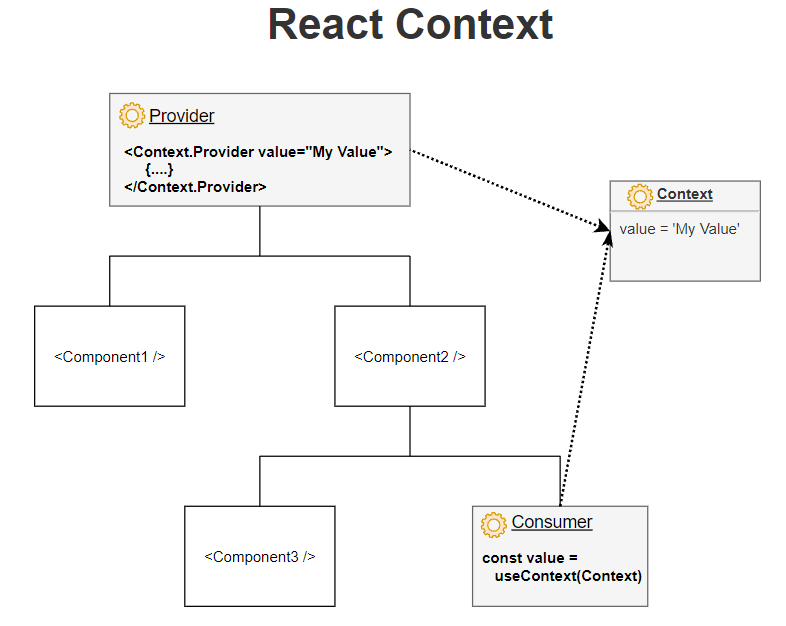 React Context
Provider
<Context.Provider value="My Value">
{....}
</Context.Provider>
Context
value = 'My Value'
<Component1 />
<Component2 />
<Component3 />
Consumer
const value =
useContext(Context)